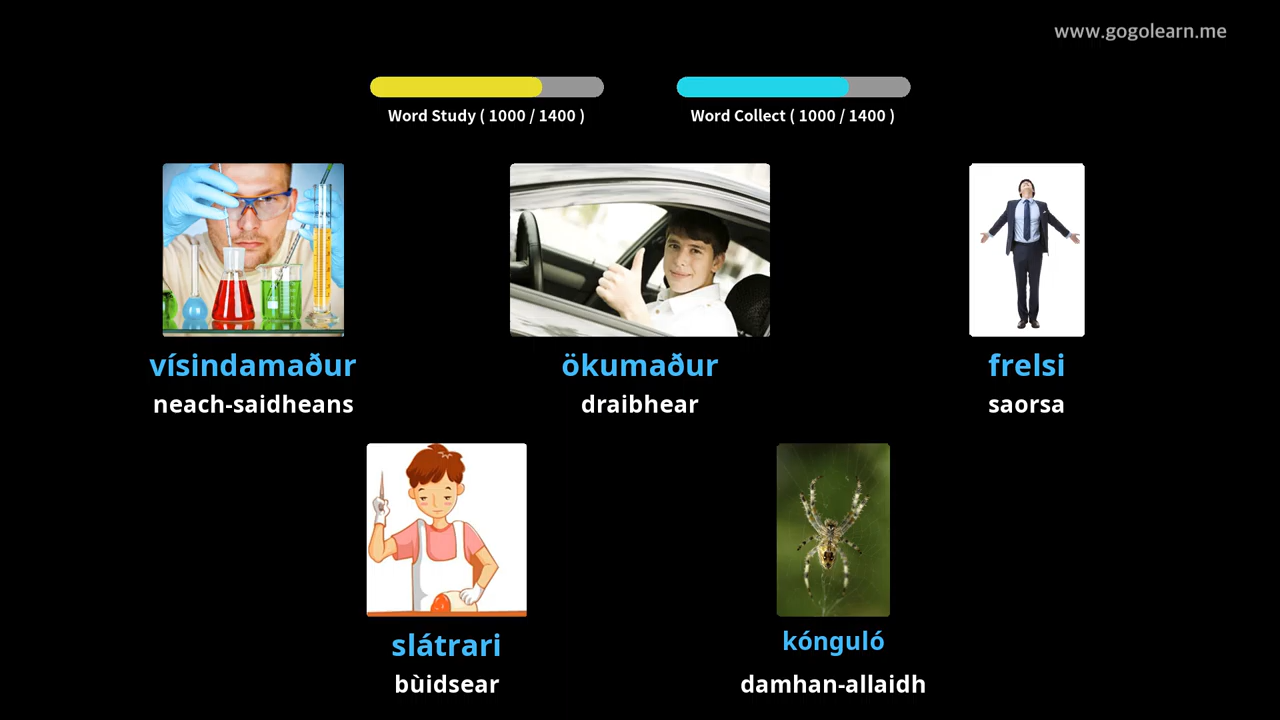 www.gogolearn.me
Word Study ( 1000 / 1400 )
Word Collect ( 1000 / 1400 )
vísindamaður
neach-saidheans
ökumaður
draibhear
frelsi
saorsa
slátrari
bùidsear
kónguló
damhan-allaidh